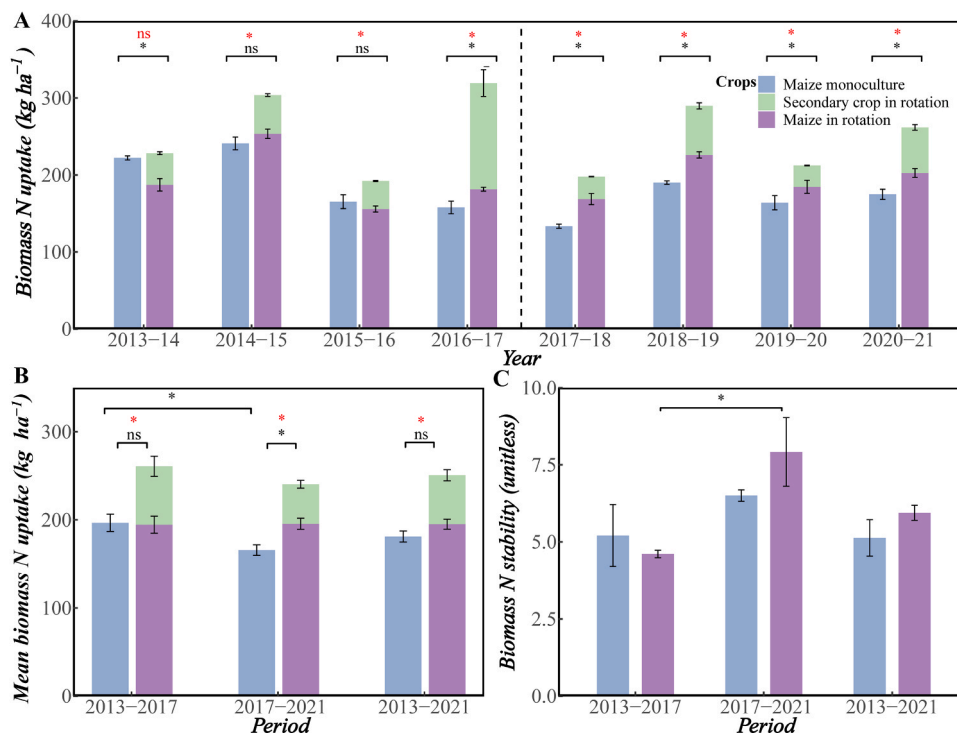 A
Biomass N uptake (kg ha⁻¹)
400
300
200
100
0
ns * * * * * * *
* ns ns * * * * *
Crops
Maize monoculture
Secondary crop in rotation
Maize in rotation
2013–14 2014–15 2015–16 2016–17 2017–18 2018–19 2019–20 2020–21
Year
B
Mean biomass N uptake (kg ha⁻¹)
300
200
100
0
*
* * *
ns * ns
2013–2017 2017–2021 2013–2021
Period
C
Biomass N stability (unitless)
10.0
7.5
5.0
2.5
0.0
*
2013–2017 2017–2021 2013–2021
Period